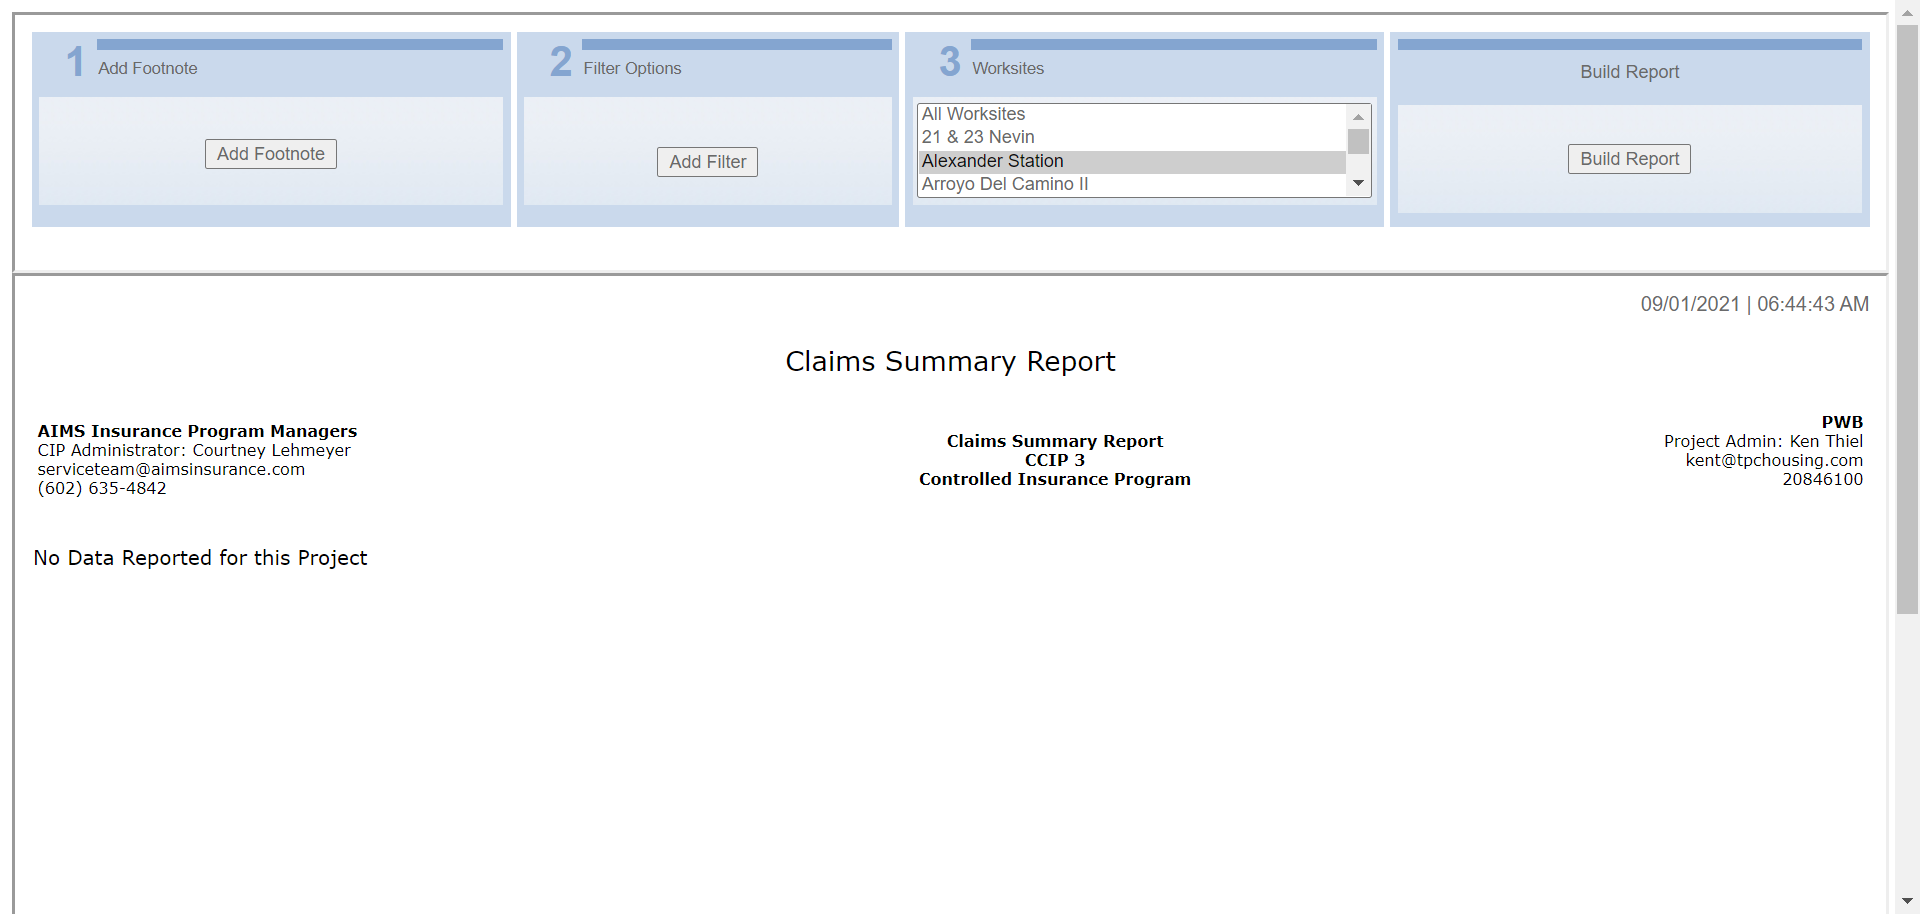 1 Add Footnote
Add Footnote
2 Filter Options
Add Filter
3 Worksites
All Worksites
21 & 23 Nevin
Alexander Station
Arroyo Del Camino II
Build Report
Build Report
09/01/2021 | 06:44:43 AM
Claims Summary Report
AIMS Insurance Program Managers
CIP Administrator: Courtney Lehmeyer
serviceteam@aimsinsurance.com
(602) 635-4842
Claims Summary Report
CCIP 3
Controlled Insurance Program
PWB
Project Admin: Ken Thiel
kent@tpchousing.com
20846100
No Data Reported for this Project